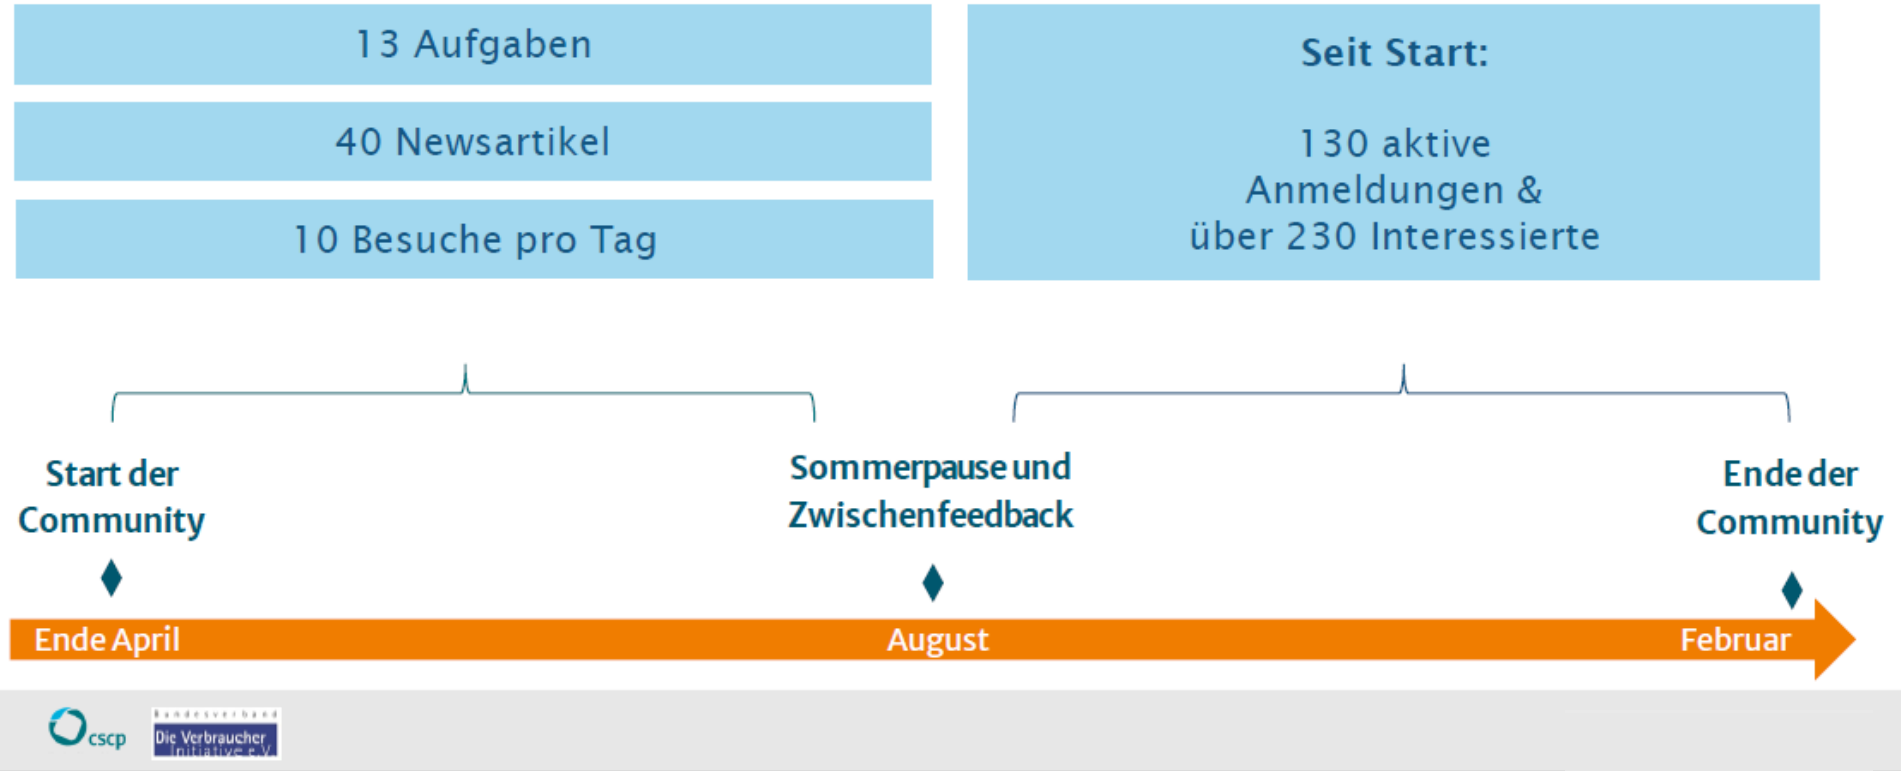 13 Aufgaben
40 Newsartikel
10 Besuche pro Tag
Seit Start:
130 aktive
Anmeldungen &
über 230 Interessierte
Start der
Community
Sommerpause und
Zwischenfeedback
Ende der
Community
Ende April
August
Februar
cscp
Bundesverband
Die Verbraucher
Initiative e.V.